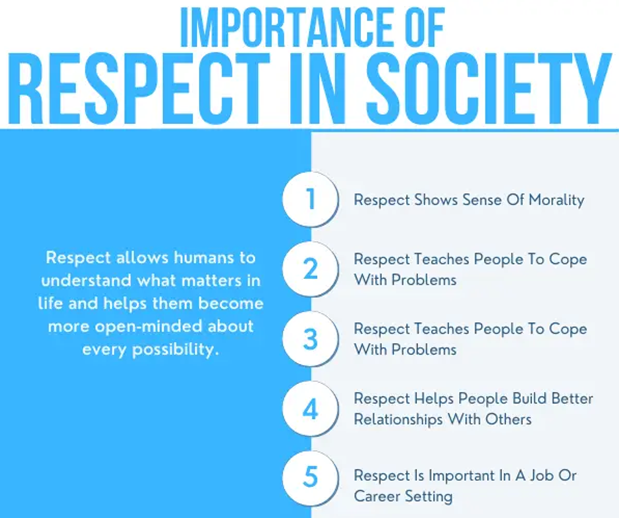 IMPORTANCE OF
RESPECT IN SOCIETY
Respect allows humans to
understand what matters in
life and helps them become
more open-minded about
every possibility.
1
Respect Shows Sense Of Morality
2
Respect Teaches People To Cope
With Problems
3
Respect Teaches People To Cope
With Problems
4
Respect Helps People Build Better
Relationships With Others
5
Respect Is Important In A Job Or
Career Setting